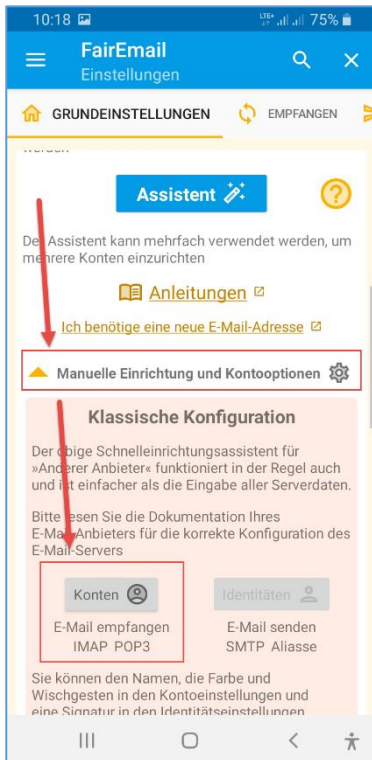 10:18 LTE+ 75%
FairEmail
Einstellungen
GRUNDEINSTELLUNGEN EMPFANGEN
werden
Assistent
?
Der Assistent kann mehrfach verwendet werden, um
mehrere Konten einzurichten
Anleitungen
Ich benötige eine neue E-Mail-Adresse
Manuelle Einrichtung und Kontooptionen
Klassische Konfiguration
Der obige Schnelleinrichtungsassistent für
»Anderer Anbieter« funktioniert in der Regel auch
und ist einfacher als die Eingabe aller Serverdaten.
Bitte lesen Sie die Dokumentation Ihres
E-Mail-Anbieters für die korrekte Konfiguration des
E-Mail-Servers
Konten Identitäten
E-Mail empfangen E-Mail senden
IMAP POP3 SMTP Aliasse
Sie können den Namen, die Farbe und
Wischgesten in den Kontoeinstellungen und
eine Signatur in den Identitätseinstellungen